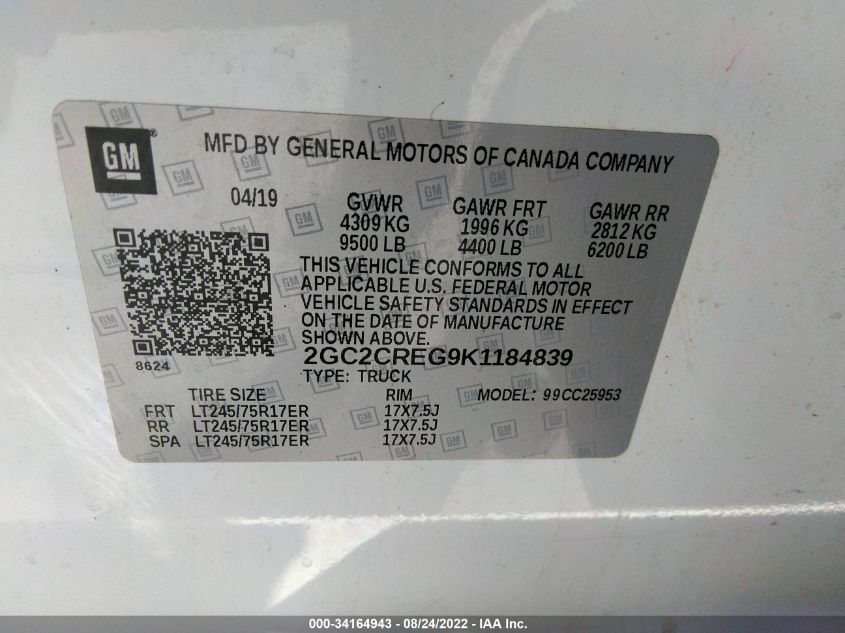 GM
MFD BY GENERAL MOTORS OF CANADA COMPANY
04/19 GVWR GAWR FRT GAWR RR
4309 KG 1996 KG 2812 KG
9500 LB 4400 LB 6200 LB
THIS VEHICLE CONFORMS TO ALL
APPLICABLE U.S. FEDERAL MOTOR
VEHICLE SAFETY STANDARDS IN EFFECT
ON THE DATE OF MANUFACTURE
SHOWN ABOVE.
2GC2CREG9K1184839
8624
TYPE: TRUCK
TIRE SIZE RIM MODEL: 99CC25953
FRT LT245/75R17ER 17X7.5J
RR LT245/75R17ER 17X7.5J
SPA LT245/75R17ER 17X7.5J
000-34164943 - 08/24/2022 - IAA Inc.